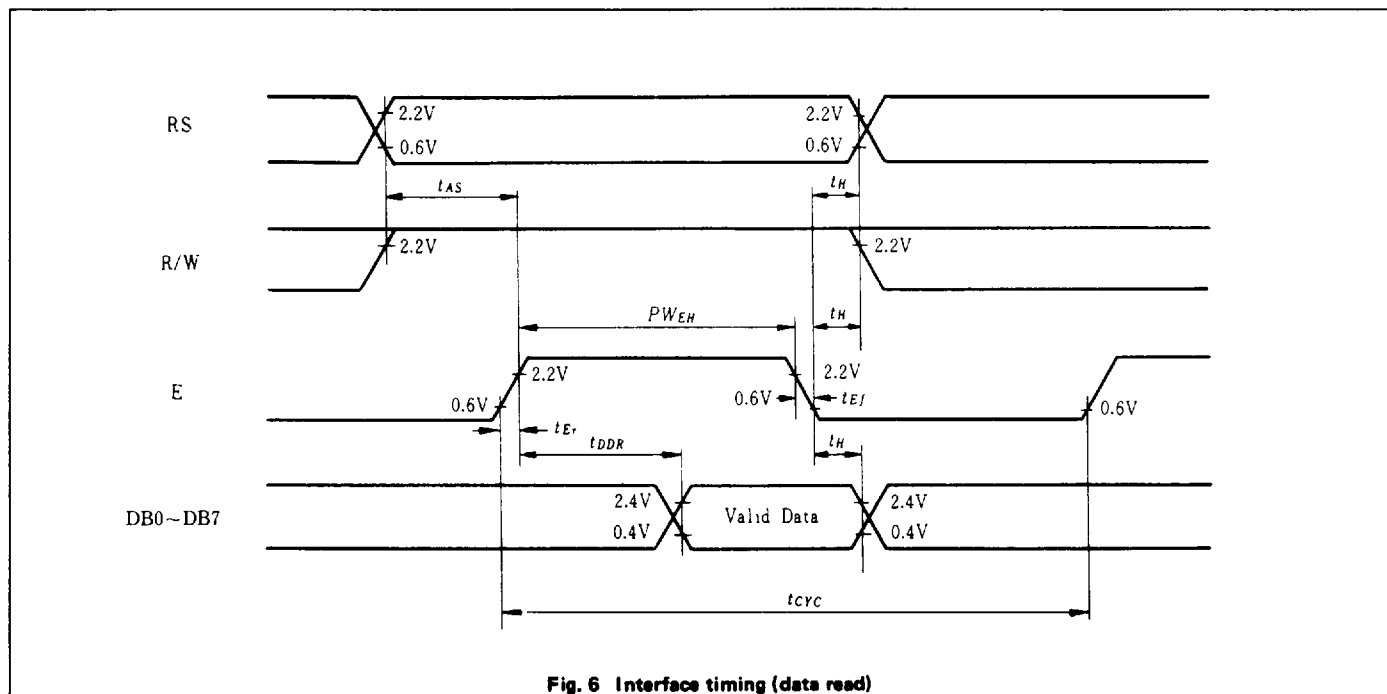 RS
2.2V
0.6V
2.2V
0.6V
tAS
tH
R/W
2.2V
2.2V
PWEH
tH
E
2.2V
0.6V
2.2V
0.6V
tEf
0.6V
tEr
tDDR
tH
DB0~DB7
2.4V
0.4V
Valid Data
2.4V
0.4V
tCYC
Fig. 6 Interface timing (data read)